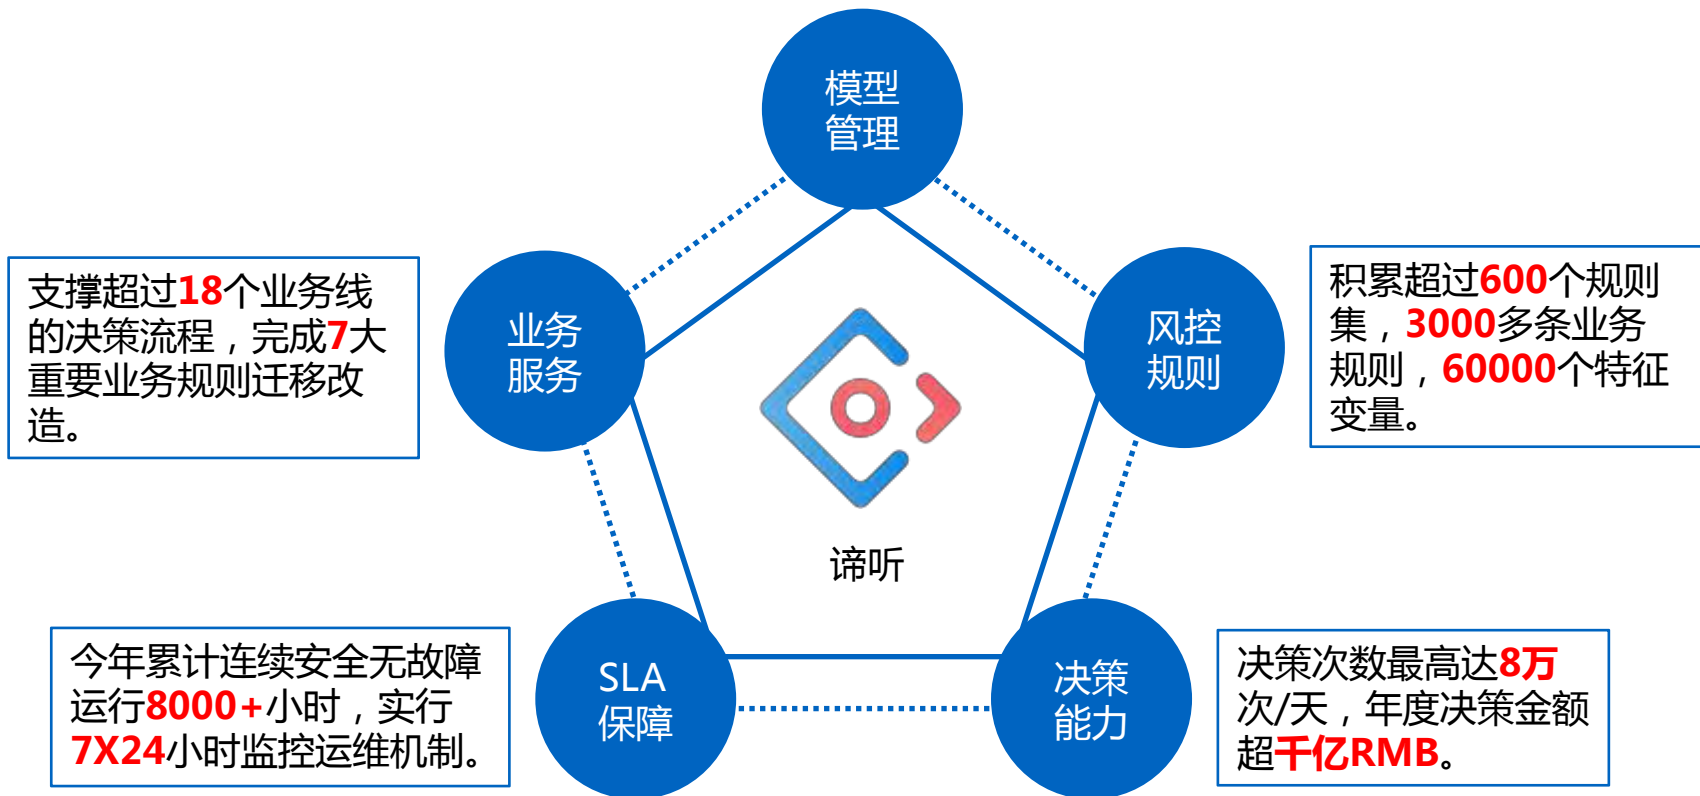 模型
管理
支撑超过18个业务线
的决策流程，完成7大
重要业务规则迁移改
造。
业务
服务
风控
规则
积累超过600个规则
集，3000多条业务
规则，60000个特征
变量。
谛听
今年累计连续安全无故障
运行8000+小时，实行
7X24小时监控运维机制。
SLA
保障
决策
能力
决策次数最高达8万
次/天，年度决策金额
超千亿RMB。